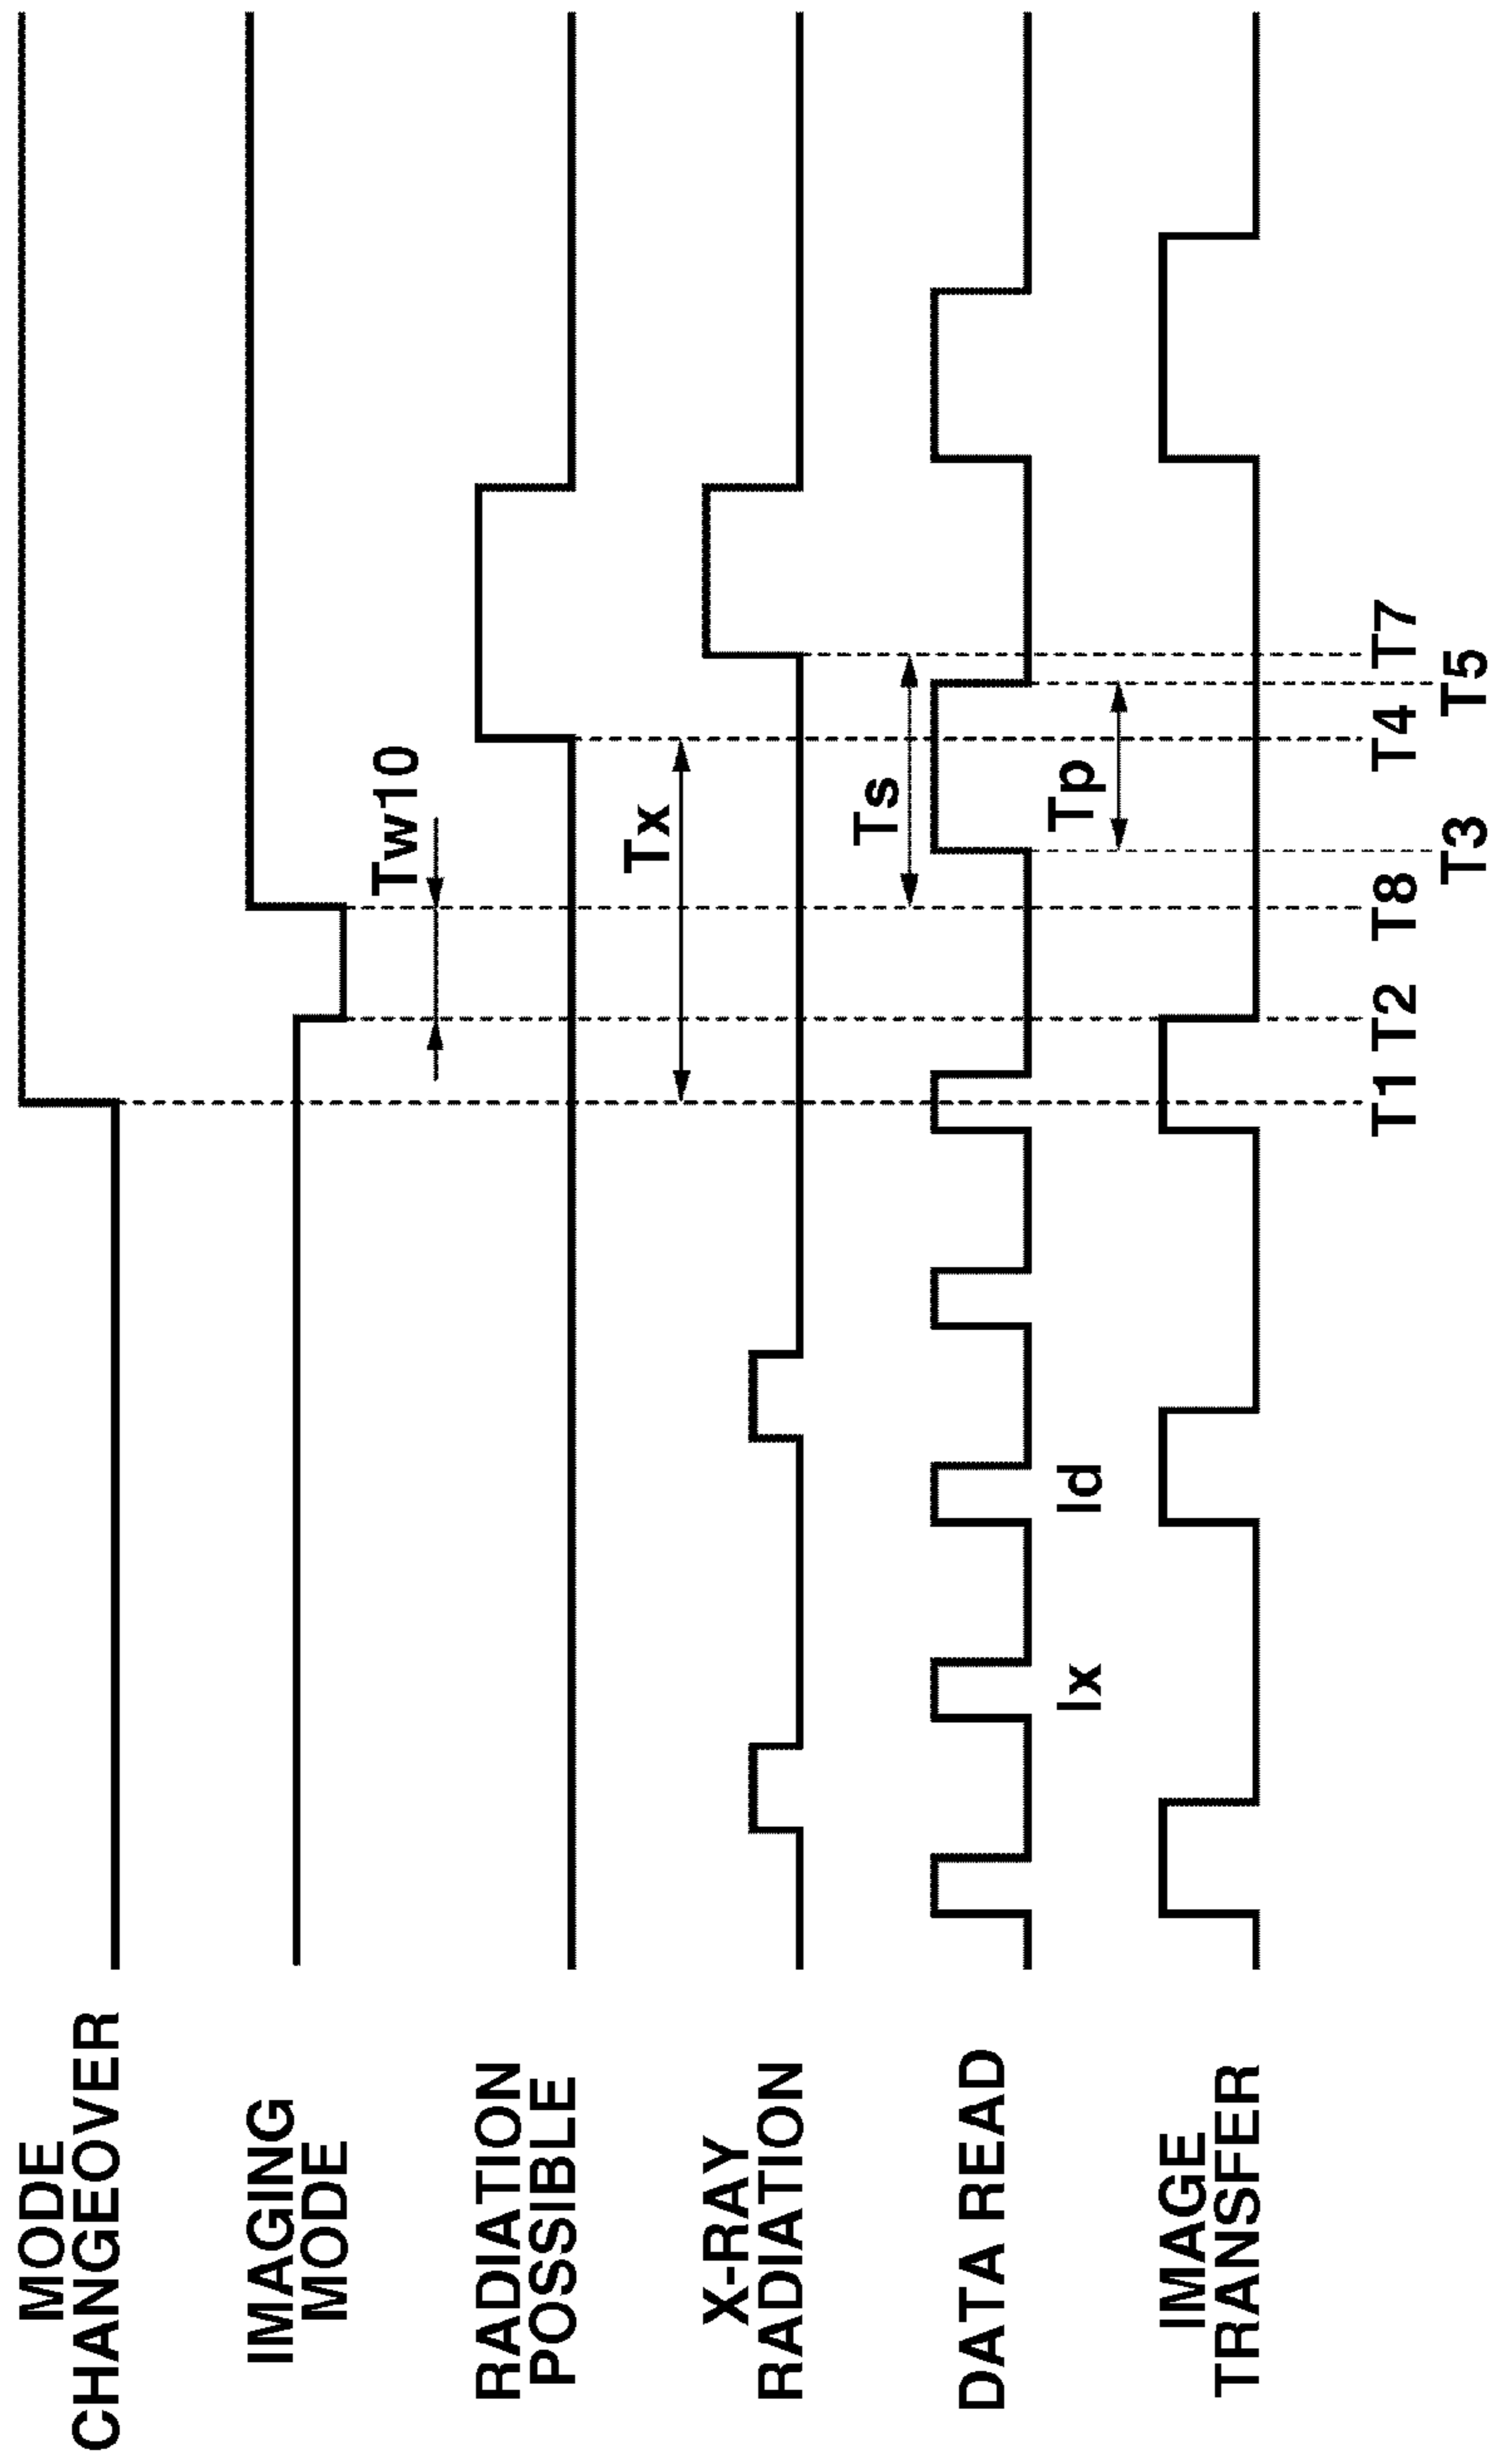 MODE
CHANGEOVER
IMAGING
MODE
Tw10
RADIATION
POSSIBLE
Tx
X-RAY
RADIATION
Ts
DATA READ
Ix
Id
Tp
IMAGE
TRANSFER
T1 T2 T8 T4 T7
T3 T5